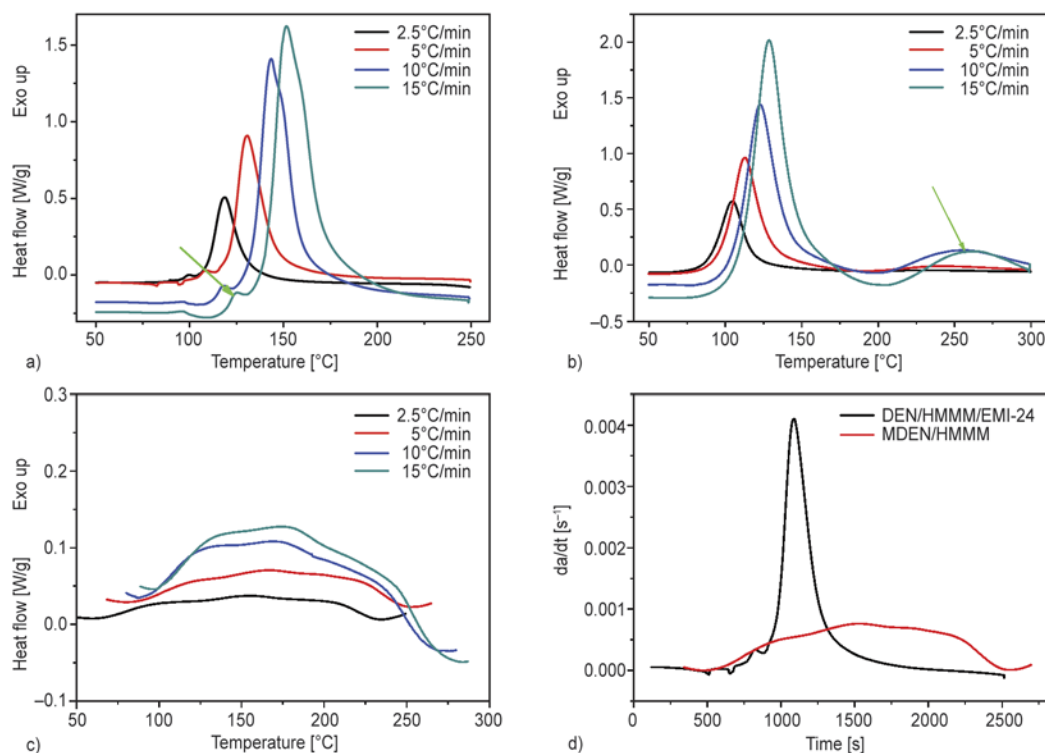 Exo up
Heat flow [W/g]
1.5
1.0
0.5
0.0
2.5°C/min
5°C/min
10°C/min
15°C/min
50
100
150
200
250
Temperature [°C]
a)
Exo up
Heat flow [W/g]
2.0
1.5
1.0
0.5
0.0
–0.5
2.5°C/min
5°C/min
10°C/min
15°C/min
50
100
150
200
250
300
Temperature [°C]
b)
Exo up
Heat flow [W/g]
0.3
0.2
0.1
0.0
–0.1
2.5°C/min
5°C/min
10°C/min
15°C/min
50
100
150
200
250
300
Temperature [°C]
c)
da/dt [s⁻¹]
0.004
0.003
0.002
0.001
0.000
DEN/HMMM/EMI-24
MDEN/HMMM
0
500
1000
1500
2000
2500
Time [s]
d)